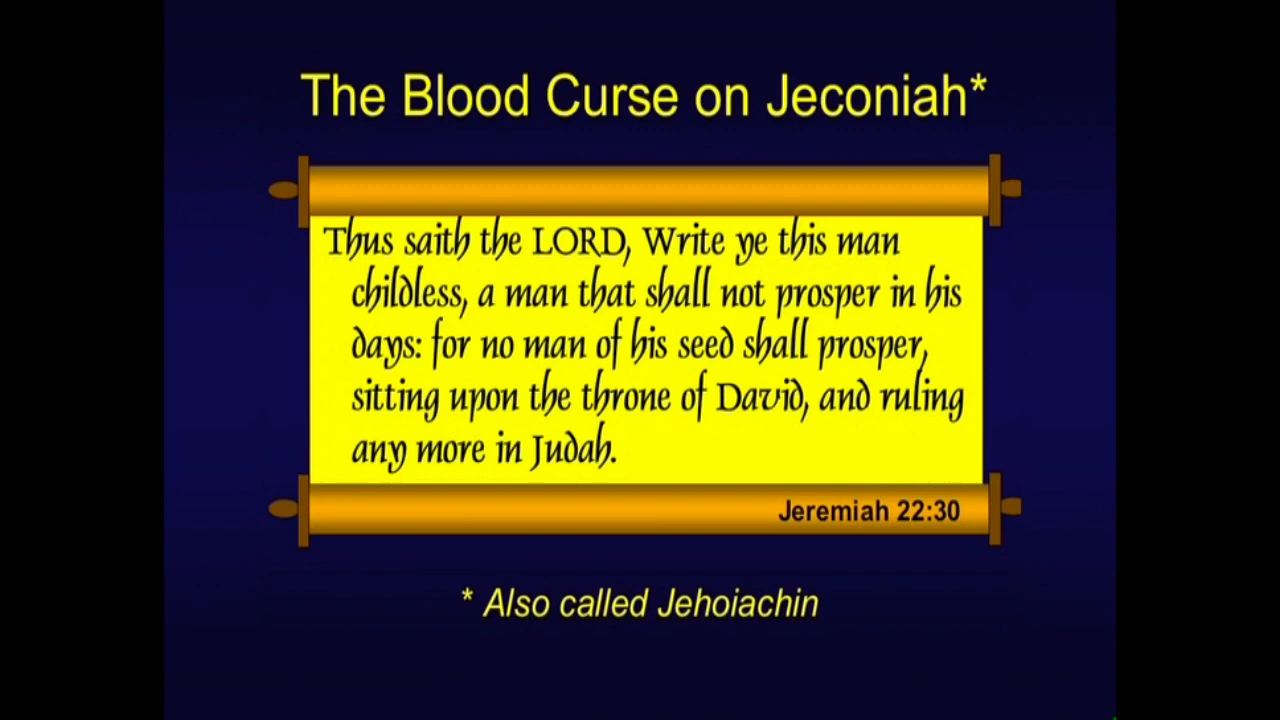 The Blood Curse on Jeconiah*
Thus saith the LORD, Write ye this man
childless, a man that shall not prosper in his
days: for no man of his seed shall prosper,
sitting upon the throne of David, and ruling
any more in Judah.
Jeremiah 22:30
* Also called Jehoiachin